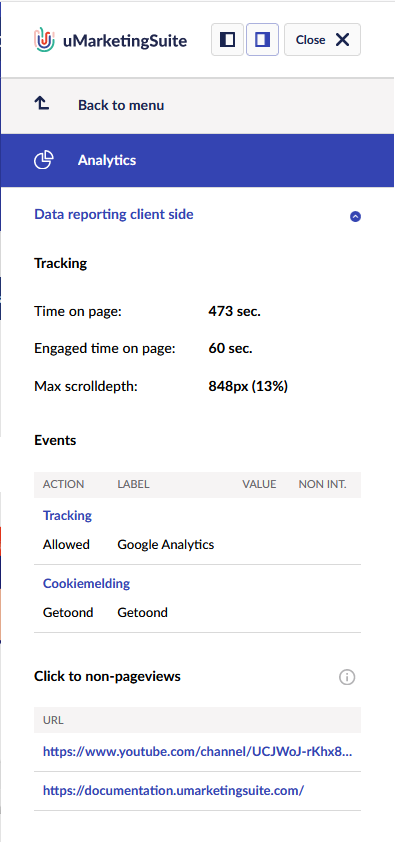 uMarketingSuite
Close
Back to menu
Analytics
Data reporting client side
Tracking
Time on page: 473 sec.
Engaged time on page: 60 sec.
Max scrolldepth: 848px (13%)
Events
ACTION LABEL VALUE NON INT.
Tracking
Allowed Google Analytics
Cookiemelding
Getoond Getoond
Click to non-pageviews
URL
https://www.youtube.com/channel/UCJWoJ-rKhx8...
https://documentation.umarketingsuite.com/